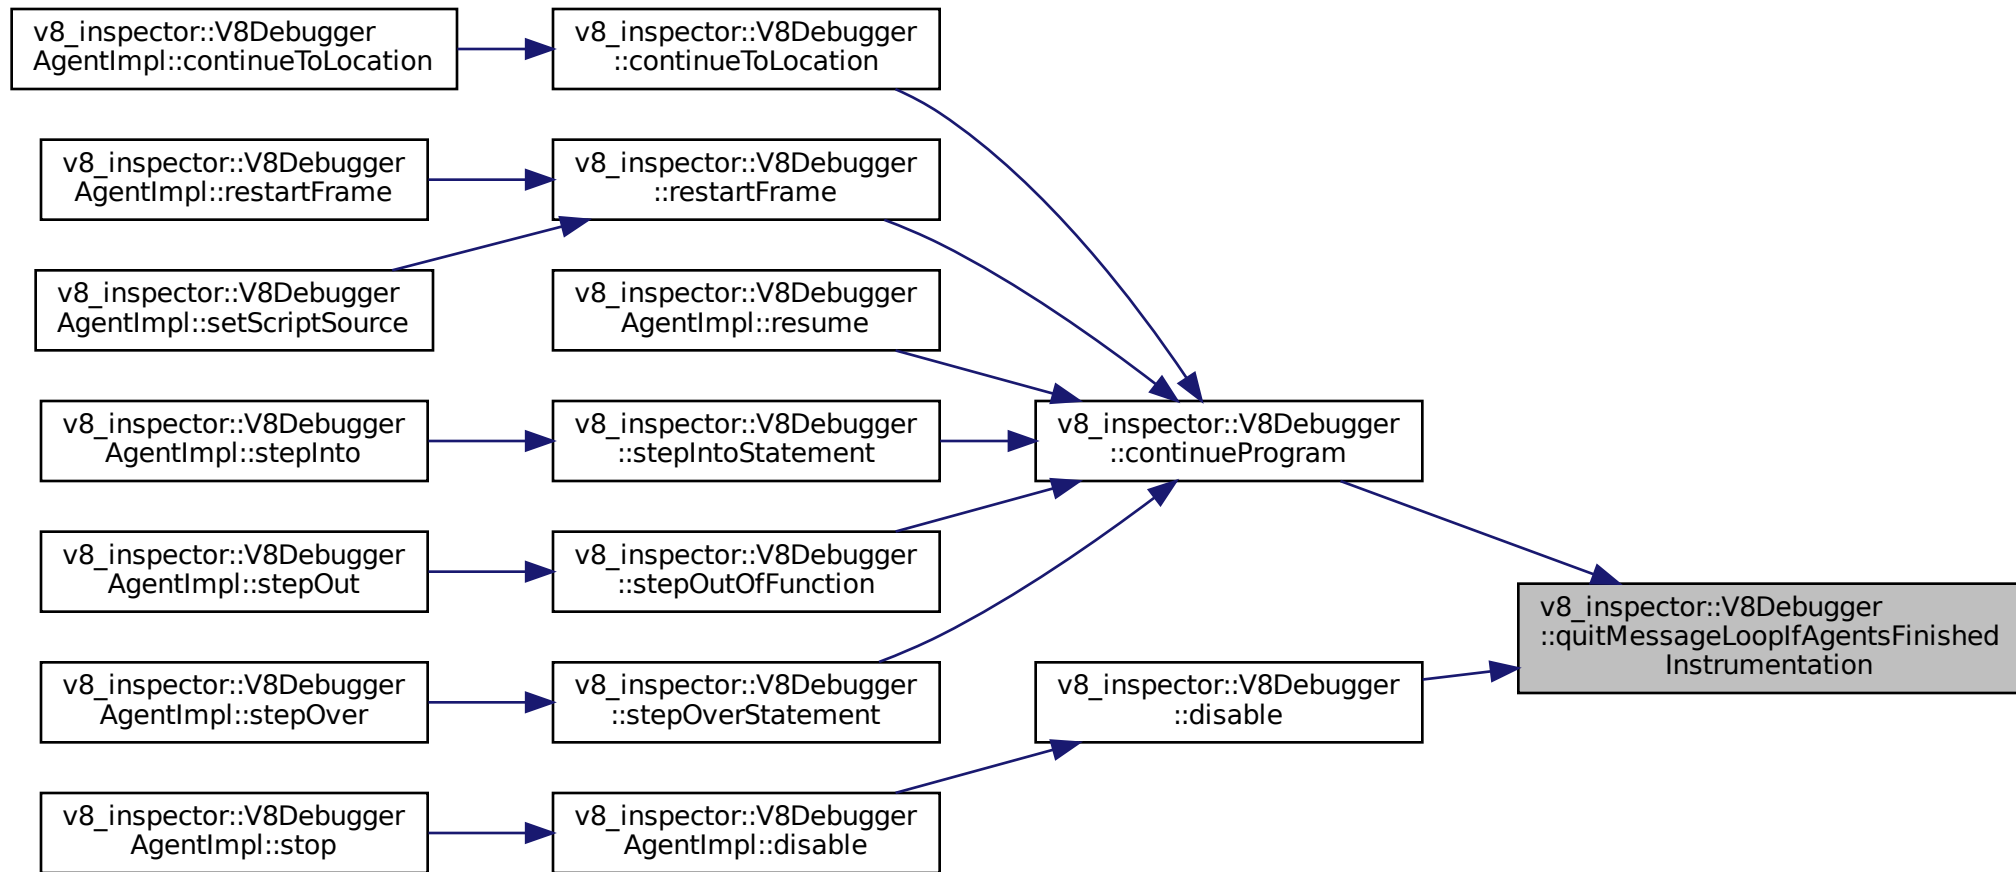 v8_inspector::V8Debugger
AgentImpl::continueToLocation
v8_inspector::V8Debugger
::continueToLocation
v8_inspector::V8Debugger
AgentImpl::restartFrame
v8_inspector::V8Debugger
::restartFrame
v8_inspector::V8Debugger
AgentImpl::setScriptSource
v8_inspector::V8Debugger
AgentImpl::resume
v8_inspector::V8Debugger
AgentImpl::stepInto
v8_inspector::V8Debugger
::stepIntoStatement
v8_inspector::V8Debugger
::continueProgram
v8_inspector::V8Debugger
AgentImpl::stepOut
v8_inspector::V8Debugger
::stepOutOfFunction
v8_inspector::V8Debugger
::quitMessageLoopIfAgentsFinished
Instrumentation
v8_inspector::V8Debugger
AgentImpl::stepOver
v8_inspector::V8Debugger
::stepOverStatement
v8_inspector::V8Debugger
::disable
v8_inspector::V8Debugger
AgentImpl::stop
v8_inspector::V8Debugger
AgentImpl::disable